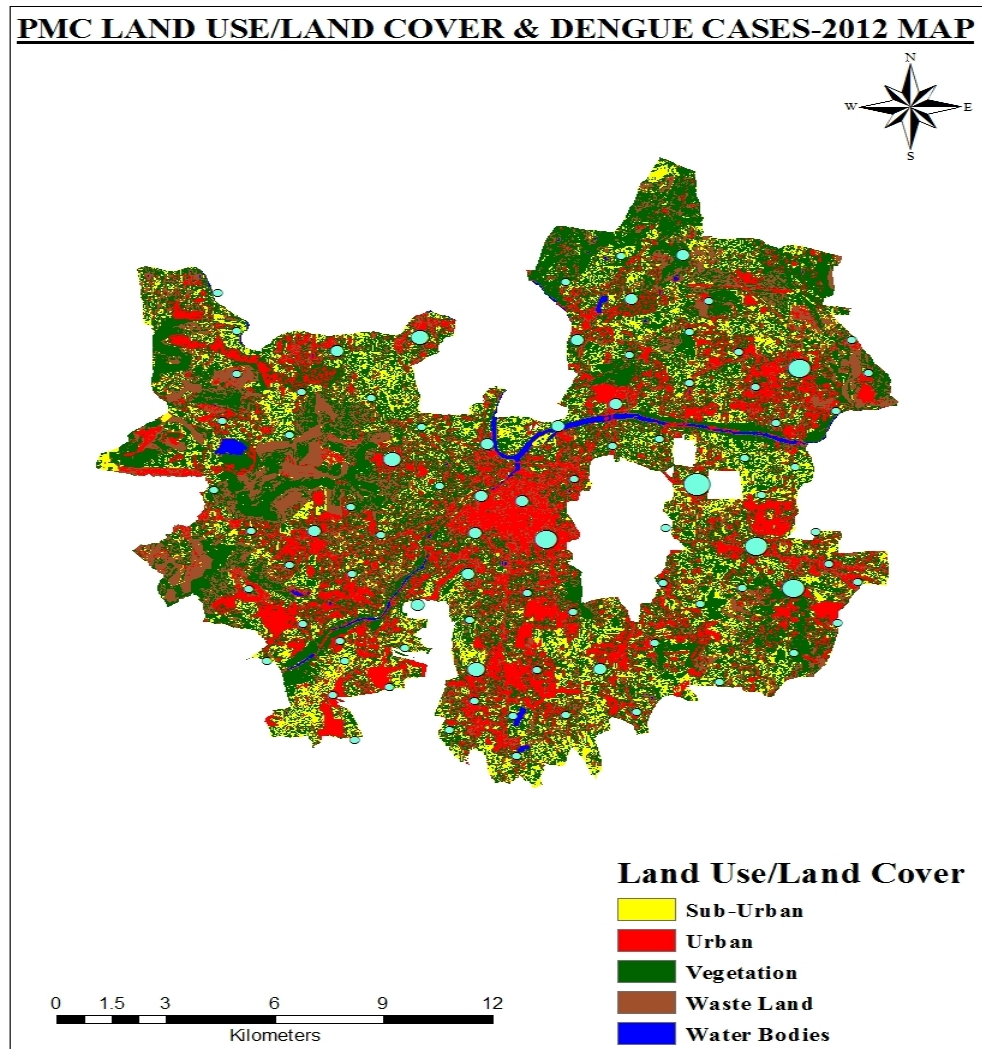 PMC LAND USE/LAND COVER & DENGUE CASES-2012 MAP
N
W E
S
Land Use/Land Cover
Sub-Urban
Urban
Vegetation
Waste Land
Water Bodies
0 1.5 3 6 9 12
Kilometers